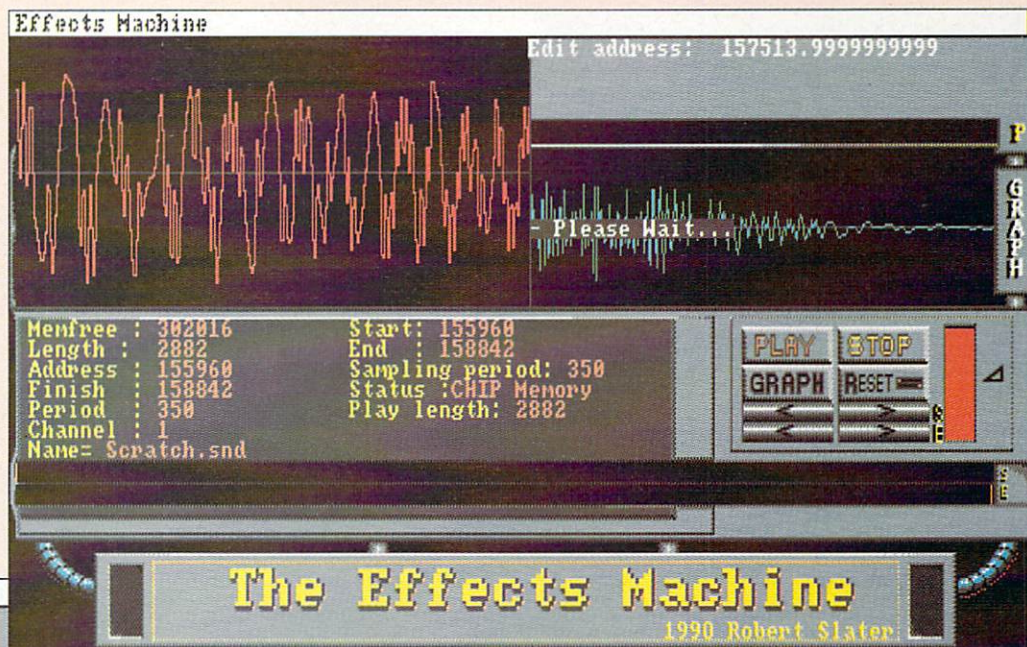 Effects Machine
Edit address: 157513.9999999999
P
GRAPH
- Please Wait...
Memfree : 302016
Length : 2882
Address : 155960
Finish : 158842
Period : 350
Channel : 1
Name= Scratch.snd
Start: 155960
End : 158842
Sampling period: 350
Status :CHIP Memory
Play length: 2882
PLAY STOP
GRAPH RESET
< >
< >
S
E
The Effects Machine
1990 Robert Slater